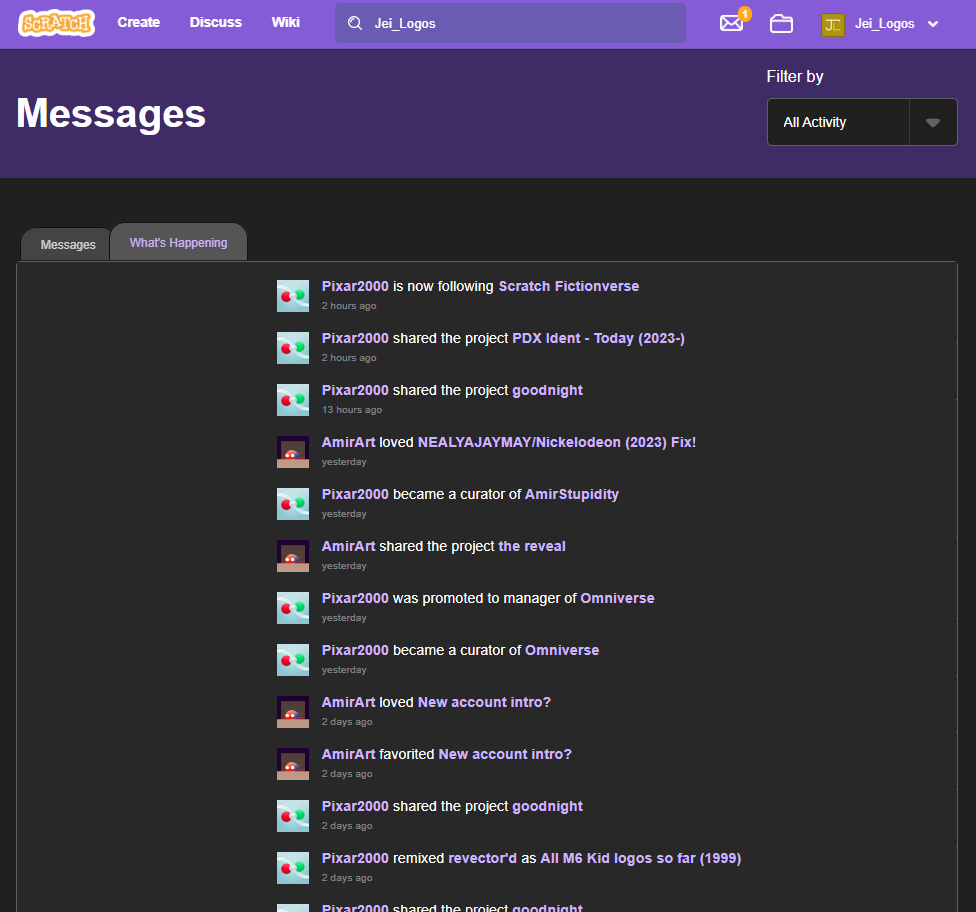 SCRATCH Create Discuss Wiki Jei_Logos 1 JL Jei_Logos
Filter by
Messages
All Activity
Messages What's Happening
Pixar2000 is now following Scratch Fictionverse
2 hours ago
Pixar2000 shared the project PDX Ident - Today (2023-)
2 hours ago
Pixar2000 shared the project goodnight
13 hours ago
AmirArt loved NEALYAJAYMAY/Nickelodeon (2023) Fix!
yesterday
Pixar2000 became a curator of AmirStupidity
yesterday
AmirArt shared the project the reveal
yesterday
Pixar2000 was promoted to manager of Omniverse
yesterday
Pixar2000 became a curator of Omniverse
yesterday
AmirArt loved New account intro?
2 days ago
AmirArt favorited New account intro?
2 days ago
Pixar2000 shared the project goodnight
2 days ago
Pixar2000 remixed revector'd as All M6 Kid logos so far (1999)
2 days ago
Pixar2000 shared the project goodnight